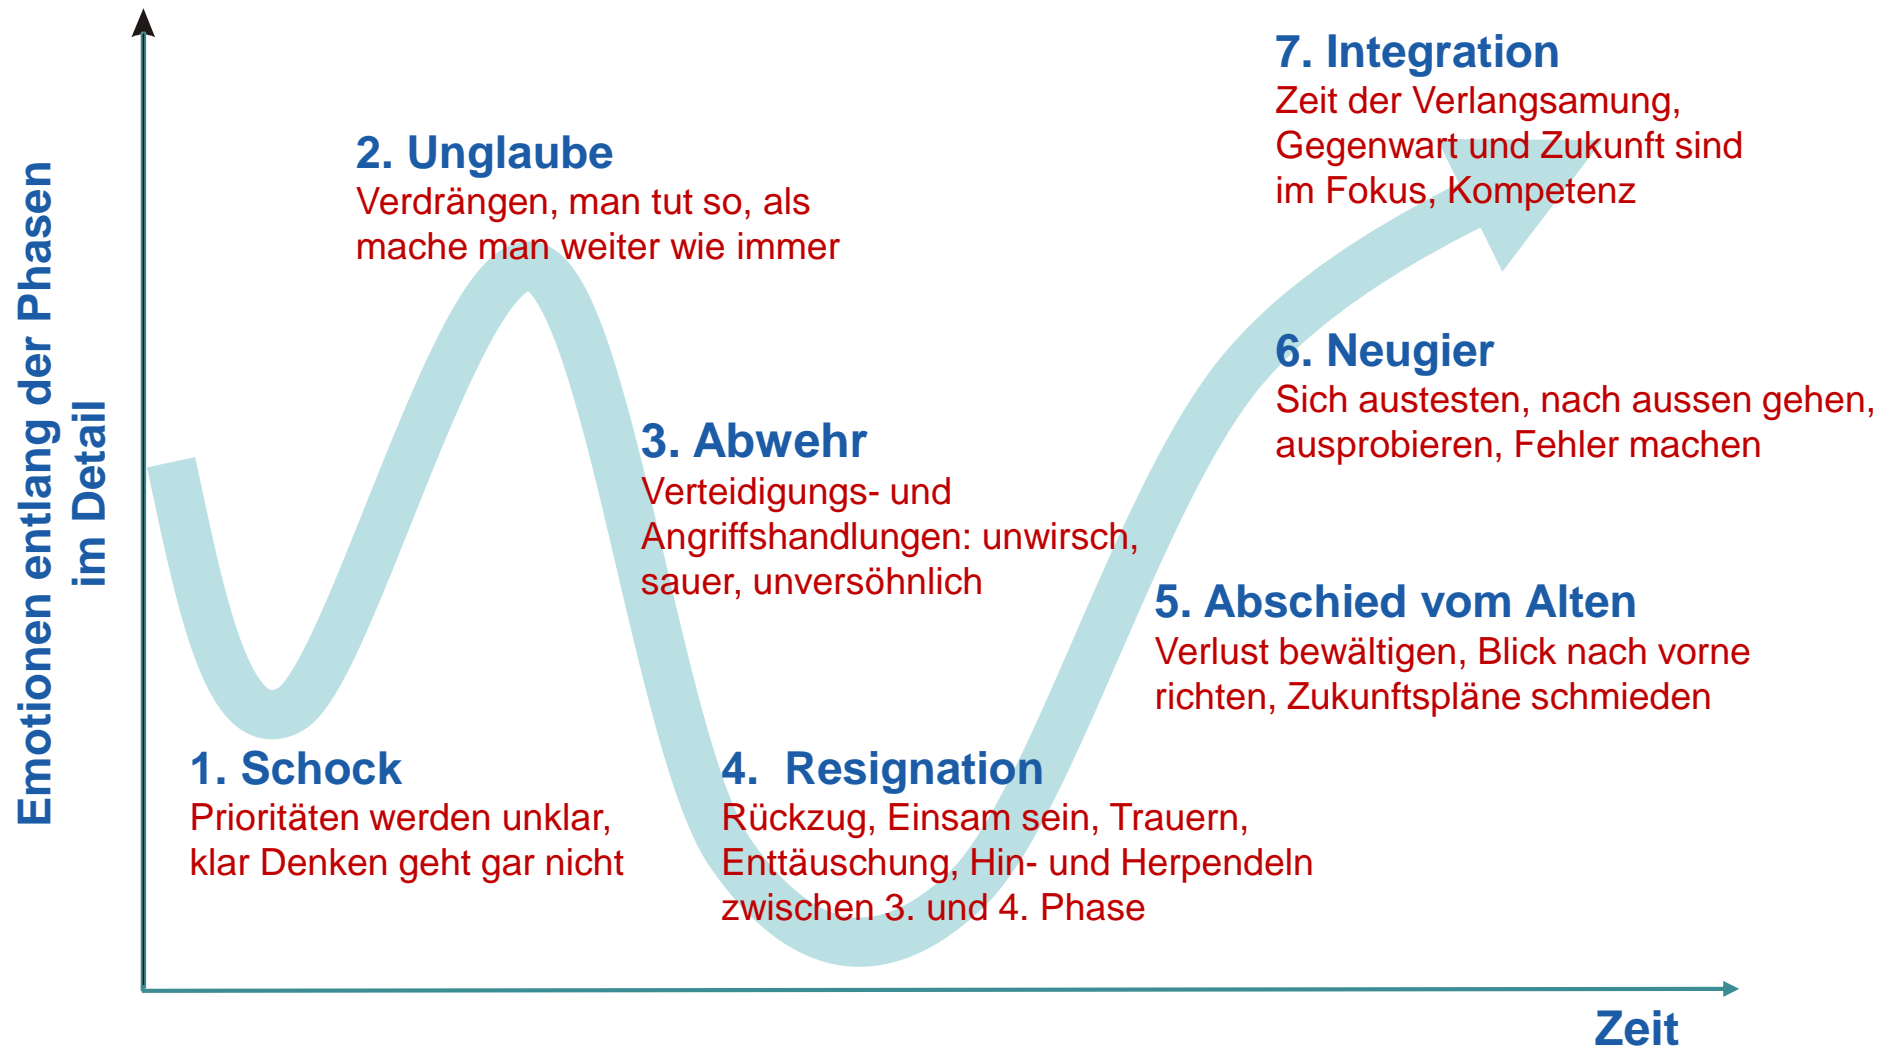 Emotionen entlang der Phasen
im Detail
1. Schock
Prioritäten werden unklar,
klar Denken geht gar nicht
2. Unglaube
Verdrängen, man tut so, als
mache man weiter wie immer
3. Abwehr
Verteidigungs- und
Angriffshandlungen: unwirsch,
sauer, unversöhnlich
4. Resignation
Rückzug, Einsam sein, Trauern,
Enttäuschung, Hin- und Herpendeln
zwischen 3. und 4. Phase
5. Abschied vom Alten
Verlust bewältigen, Blick nach vorne
richten, Zukunftspläne schmieden
6. Neugier
Sich austesten, nach aussen gehen,
ausprobieren, Fehler machen
7. Integration
Zeit der Verlangsamung,
Gegenwart und Zukunft sind
im Fokus, Kompetenz
Zeit